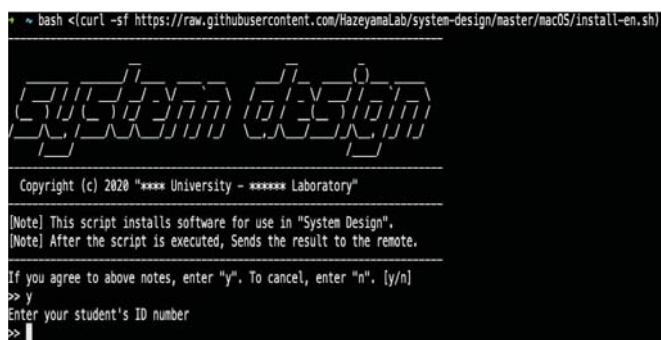 ~ bash <(curl -sf https://raw.githubusercontent.com/HazeyamaLab/system-design/master/macOS/install-en.sh)
system design
Copyright (c) 2020 "**** University - ****** Laboratory"
[Note] This script installs software for use in "System Design".
[Note] After the script is executed, Sends the result to the remote.
If you agree to above notes, enter "y". To cancel, enter "n". [y/n]
>> y
Enter your student's ID number
>>